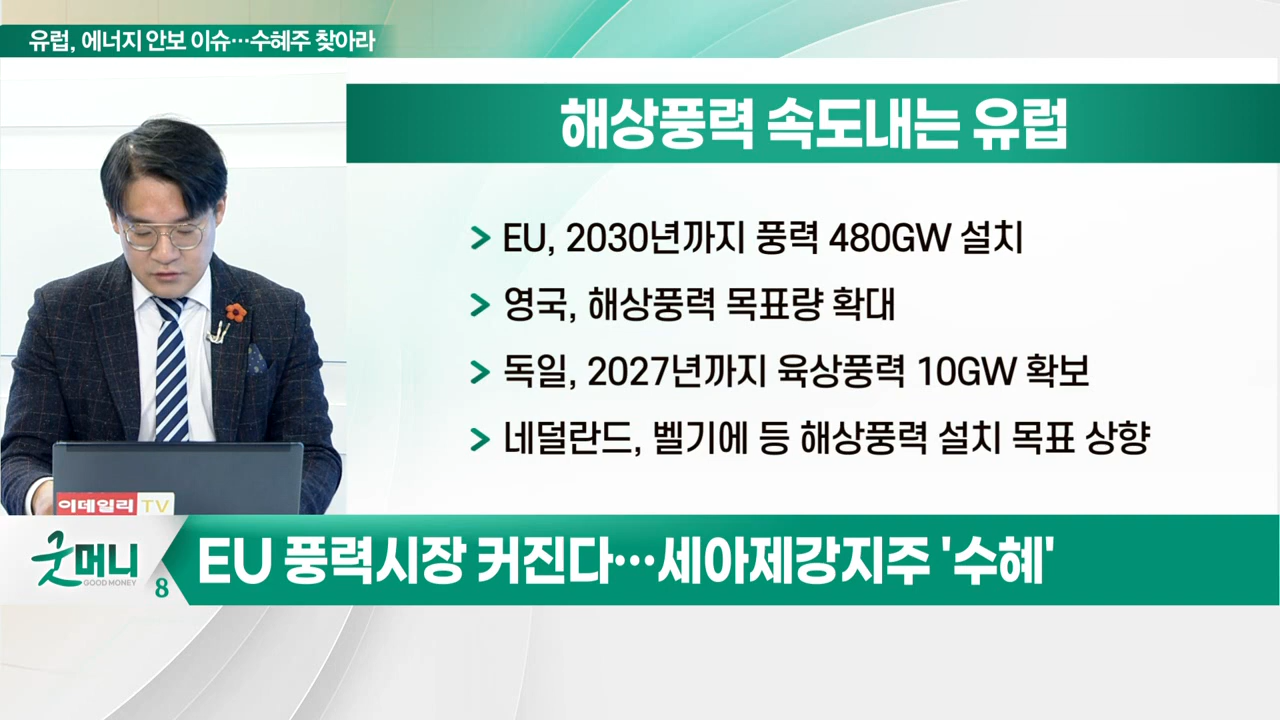 유럽, 에너지 안보 이슈…수혜주 찾아라
해상풍력 속도내는 유럽
> EU, 2030년까지 풍력 480GW 설치
> 영국, 해상풍력 목표량 확대
> 독일, 2027년까지 육상풍력 10GW 확보
> 네덜란드, 벨기에 등 해상풍력 설치 목표 상향
이데일리 TV
굿머니
GOOD MONEY
8
EU 풍력시장 커진다…세아제강지주 '수혜'